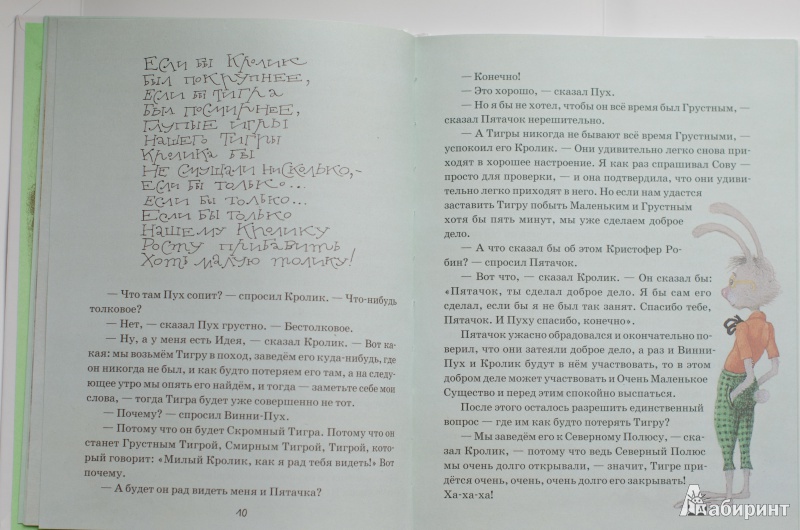 Если бы Кролик
Был покрупнее,
Если бы Тигра
Был посмирнее,
Глупые игры
Нашего Тигры
Кролика бы
Не смущали нисколько, –
Если бы только...
Если бы только...
Если бы только
Нашему Кролику
Росту прибавить
Хоть малую толику!
— Что там Пух сопит? — спросил Кролик. — Что-нибудь
толковое?
— Нет, — сказал Пух грустно. — Бестолковое.
— Ну, а у меня есть Идея, — сказал Кролик. — Вот ка-
кая: мы возьмём Тигру в поход, заведём его куда-нибудь, где
он никогда не был, и как будто потеряем его там, а на следу-
ющее утро мы опять его найдём, и тогда — заметьте себе мои
слова, — тогда Тигра будет уже совершенно не тот.
— Почему? — спросил Винни-Пух.
— Потому что он будет Скромный Тигра. Потому что он
станет Грустным Тигрой, Смирным Тигрой, Тигрой, кото-
рый говорит: «Милый Кролик, как я рад тебя видеть!» Вот
почему.
— А будет он рад видеть меня и Пятачка?
10
— Конечно!
— Это хорошо, — сказал Пух.
— Но я бы не хотел, чтобы он всё время был Грустным, —
сказал Пятачок нерешительно.
— А Тигры никогда не бывают всё время Грустными, —
успокоил его Кролик. — Они удивительно легко снова при-
ходят в хорошее настроение. Я как раз спрашивал Сову —
просто для проверки, — и она подтвердила, что они удиви-
тельно легко приходят в него. Но если нам удастся
заставить Тигру побыть Маленьким и Грустным
хотя бы пять минут, мы уже сделаем доброе
дело.
— А что сказал бы об этом Кристофер Ро-
бин? — спросил Пятачок.
— Вот что, — сказал Кролик. — Он сказал бы:
«Пятачок, ты сделал доброе дело. Я бы сам его
сделал, если бы я не был так занят. Спасибо тебе,
Пятачок. И Пуху спасибо, конечно».
Пятачок ужасно обрадовался и окончательно по-
верил, что они затеяли доброе дело, а раз и Винни-
Пух и Кролик будут в нём участвовать, то в этом
добром деле может участвовать и Очень Маленькое
Существо и перед этим спокойно выспаться.
После этого осталось разрешить единственный
вопрос — где им как будто потерять Тигру?
— Мы заведём его к Северному Полюсу, — ска-
зал Кролик, — потому что ведь Северный Полюс
мы очень долго открывали, — значит, Тигре при-
дётся очень, очень, очень долго его закрывать!
Ха-ха-ха!
Лабиринт